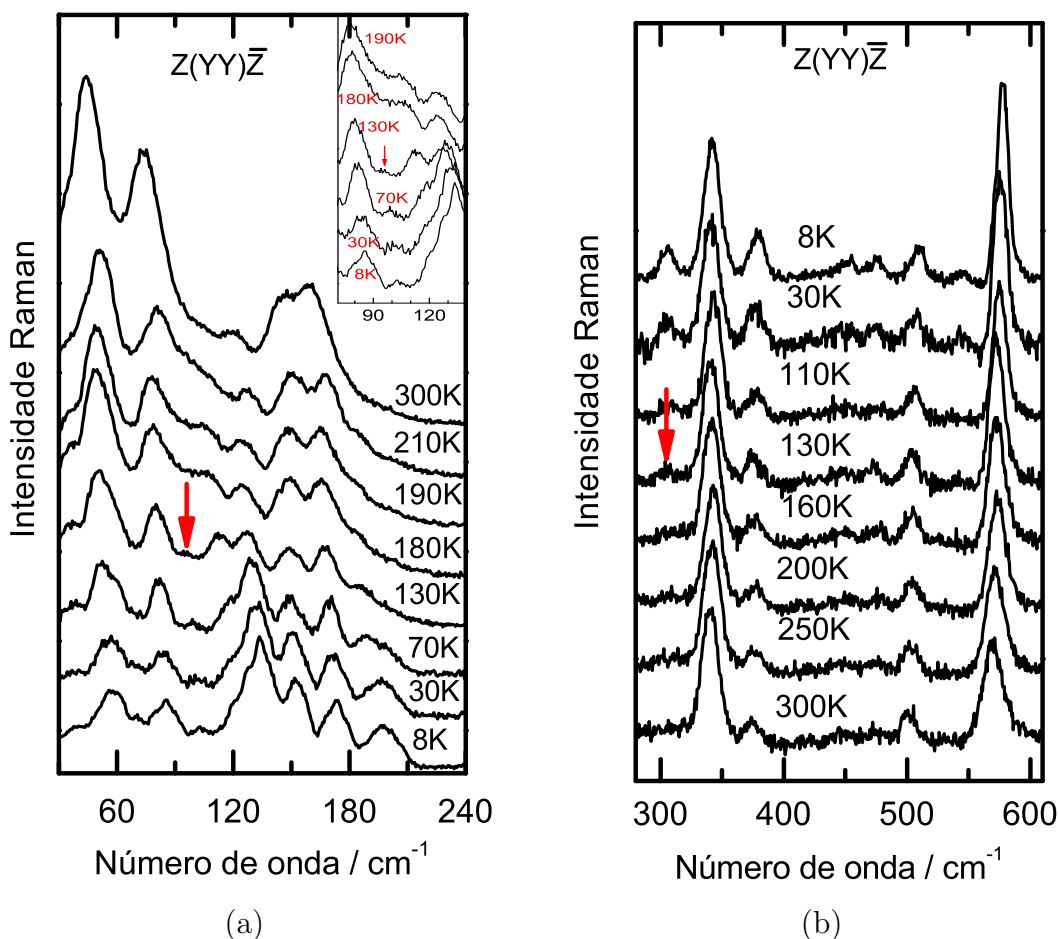 Z(YY)Z̅
190K
180K
130K
70K
30K
8K
90 120
300K
210K
190K
180K
130K
70K
30K
8K
60 120 180 240
Número de onda / cm⁻¹
Intensidade Raman
(a)
Z(YY)Z̅
8K
30K
110K
130K
160K
200K
250K
300K
300 400 500 600
Número de onda / cm⁻¹
Intensidade Raman
(b)